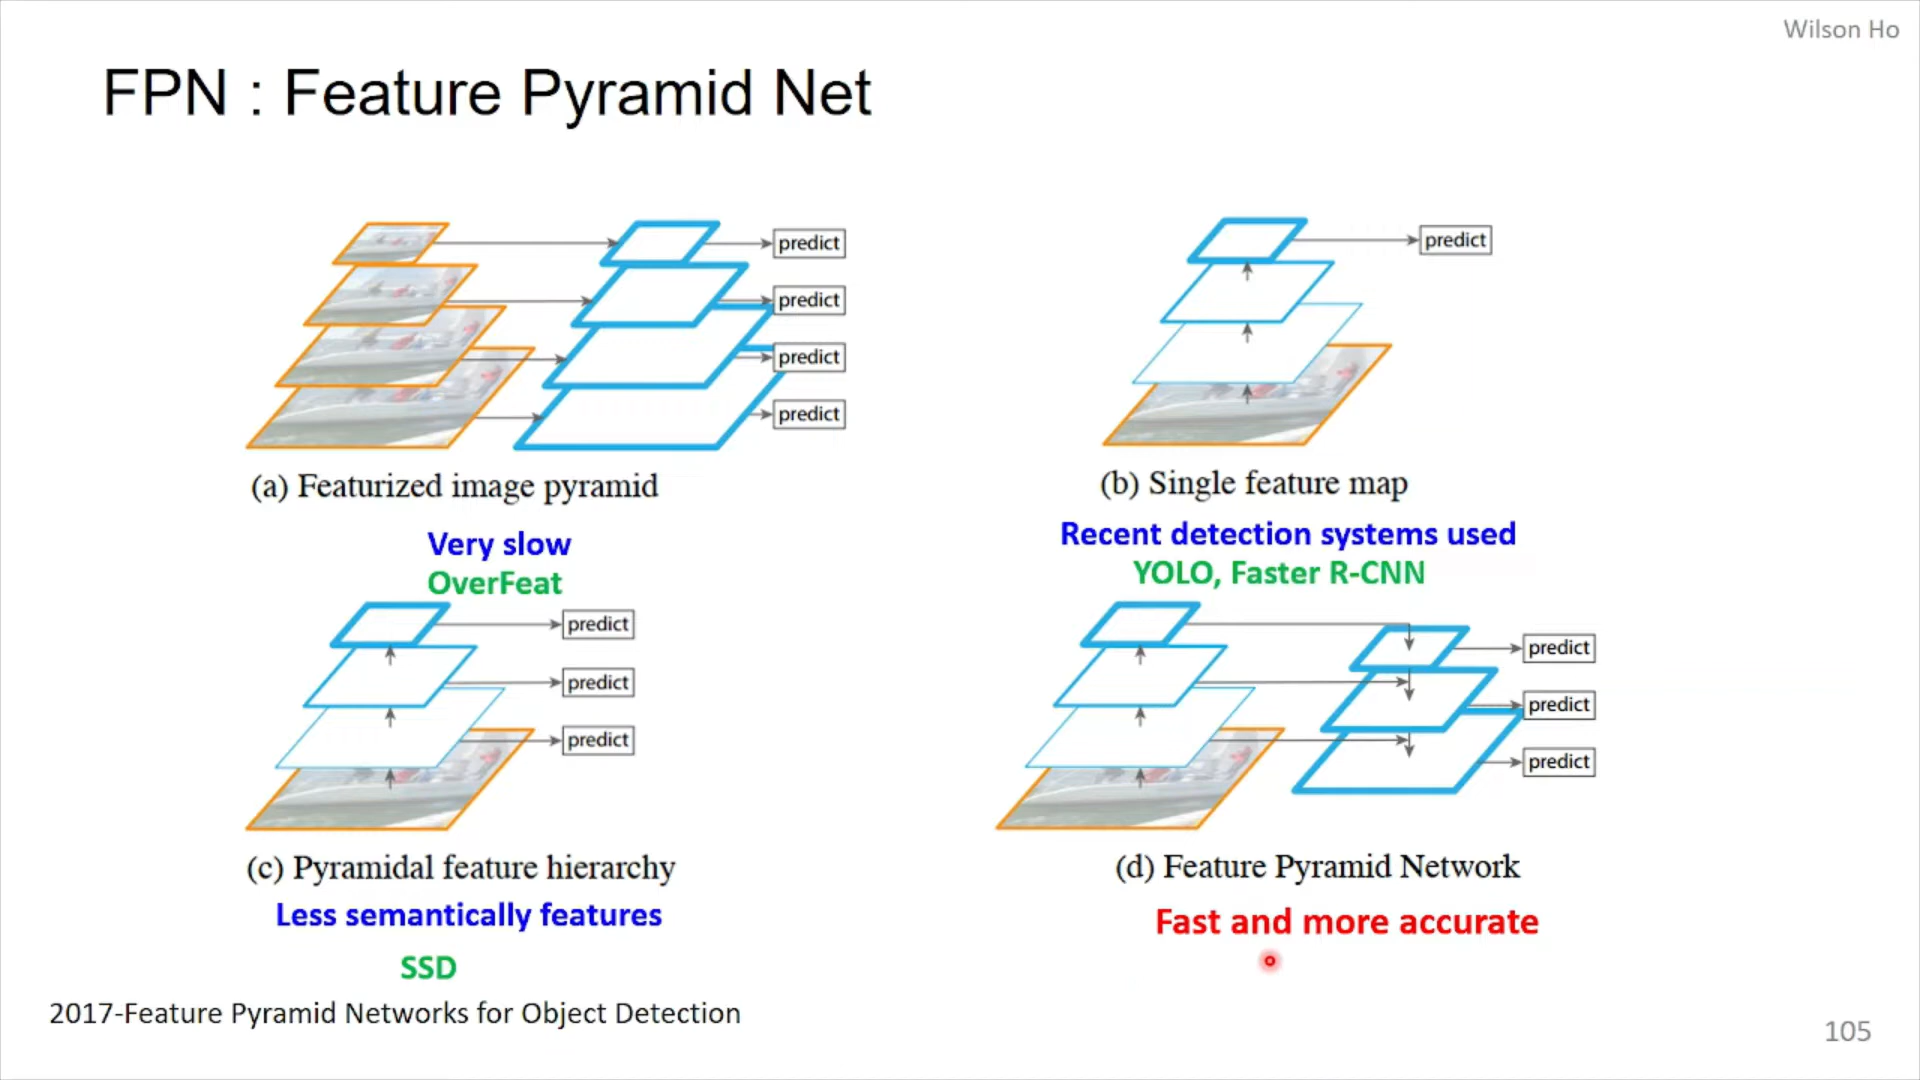 Wilson Ho
FPN : Feature Pyramid Net
predict
predict
predict
predict
(a) Featurized image pyramid
Very slow
OverFeat
predict
(b) Single feature map
Recent detection systems used
YOLO, Faster R-CNN
predict
predict
predict
(c) Pyramidal feature hierarchy
Less semantically features
SSD
predict
predict
predict
(d) Feature Pyramid Network
Fast and more accurate
2017-Feature Pyramid Networks for Object Detection
105